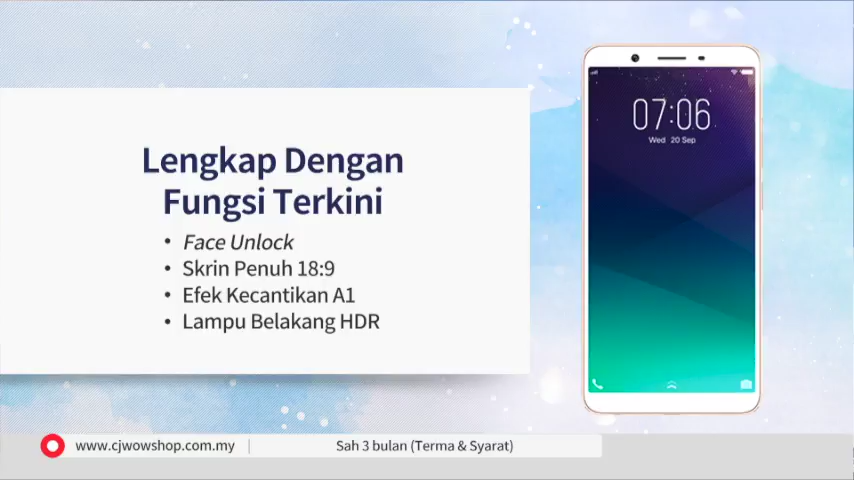 Lengkap Dengan
Fungsi Terkini
• Face Unlock
• Skrin Penuh 18:9
• Efek Kecantikan A1
• Lampu Belakang HDR
07:06
Wed 20 Sep
www.cjwowshop.com.my
Sah 3 bulan (Terma & Syarat)